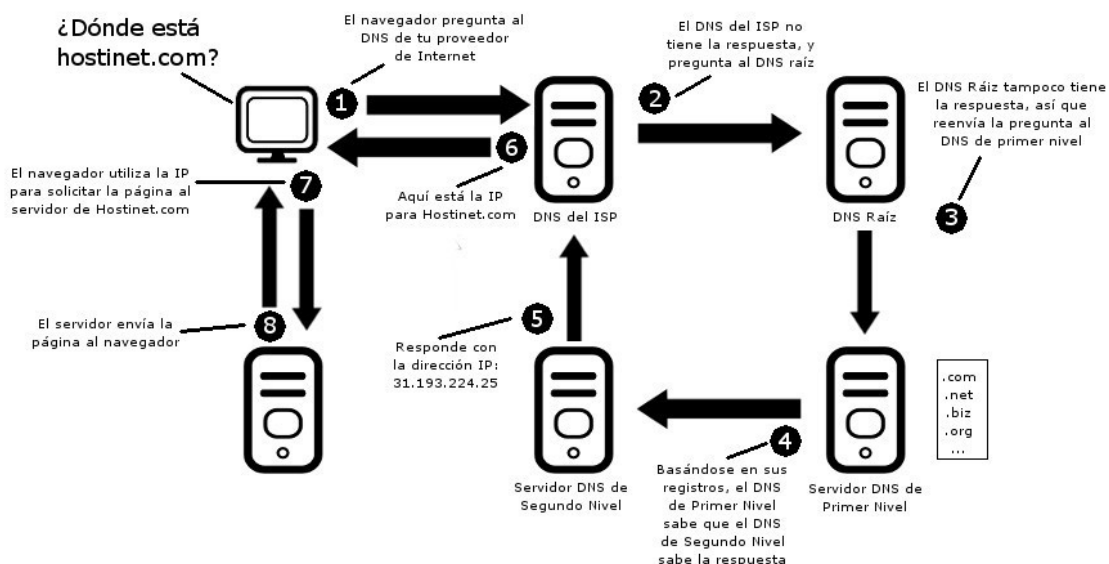 ¿Dónde está
hostinet.com?
El navegador pregunta al
DNS de tu proveedor
de Internet
1
El DNS del ISP no
tiene la respuesta, y
pregunta al DNS raíz
2
El DNS Ráiz tampoco tiene
la respuesta, así que
reenvía la pregunta al
DNS de primer nivel
3
6
Aquí está la IP
para Hostinet.com
DNS del ISP
DNS Raíz
El navegador utiliza la IP
para solicitar la página al
servidor de Hostinet.com
7
El servidor envía la
página al navegador
8
5
Responde con
la dirección IP:
31.193.224.25
.com
.net
.biz
.org
...
4
Basándose en sus
registros, el DNS
de Primer Nivel
sabe que el DNS
de Segundo Nivel
sabe la respuesta
Servidor DNS de
Segundo Nivel
Servidor DNS de
Primer Nivel